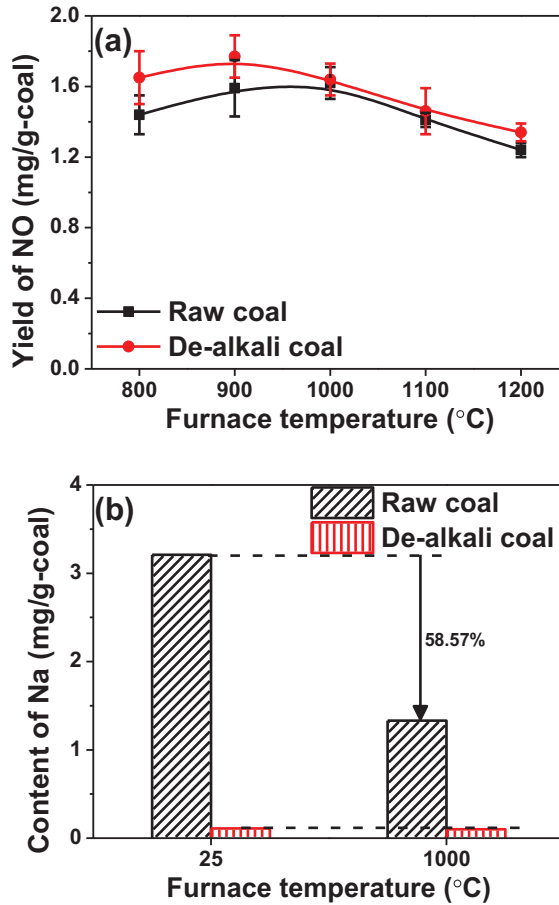 (a)
Yield of NO (mg/g-coal)
2.0
1.6
1.2
0.8
0.4
0.0
Raw coal
De-alkali coal
800 900 1000 1100 1200
Furnace temperature (°C)
(b)
Content of Na (mg/g-coal)
4
3
2
1
0
Raw coal
De-alkali coal
58.57%
25 1000
Furnace temperature (°C)